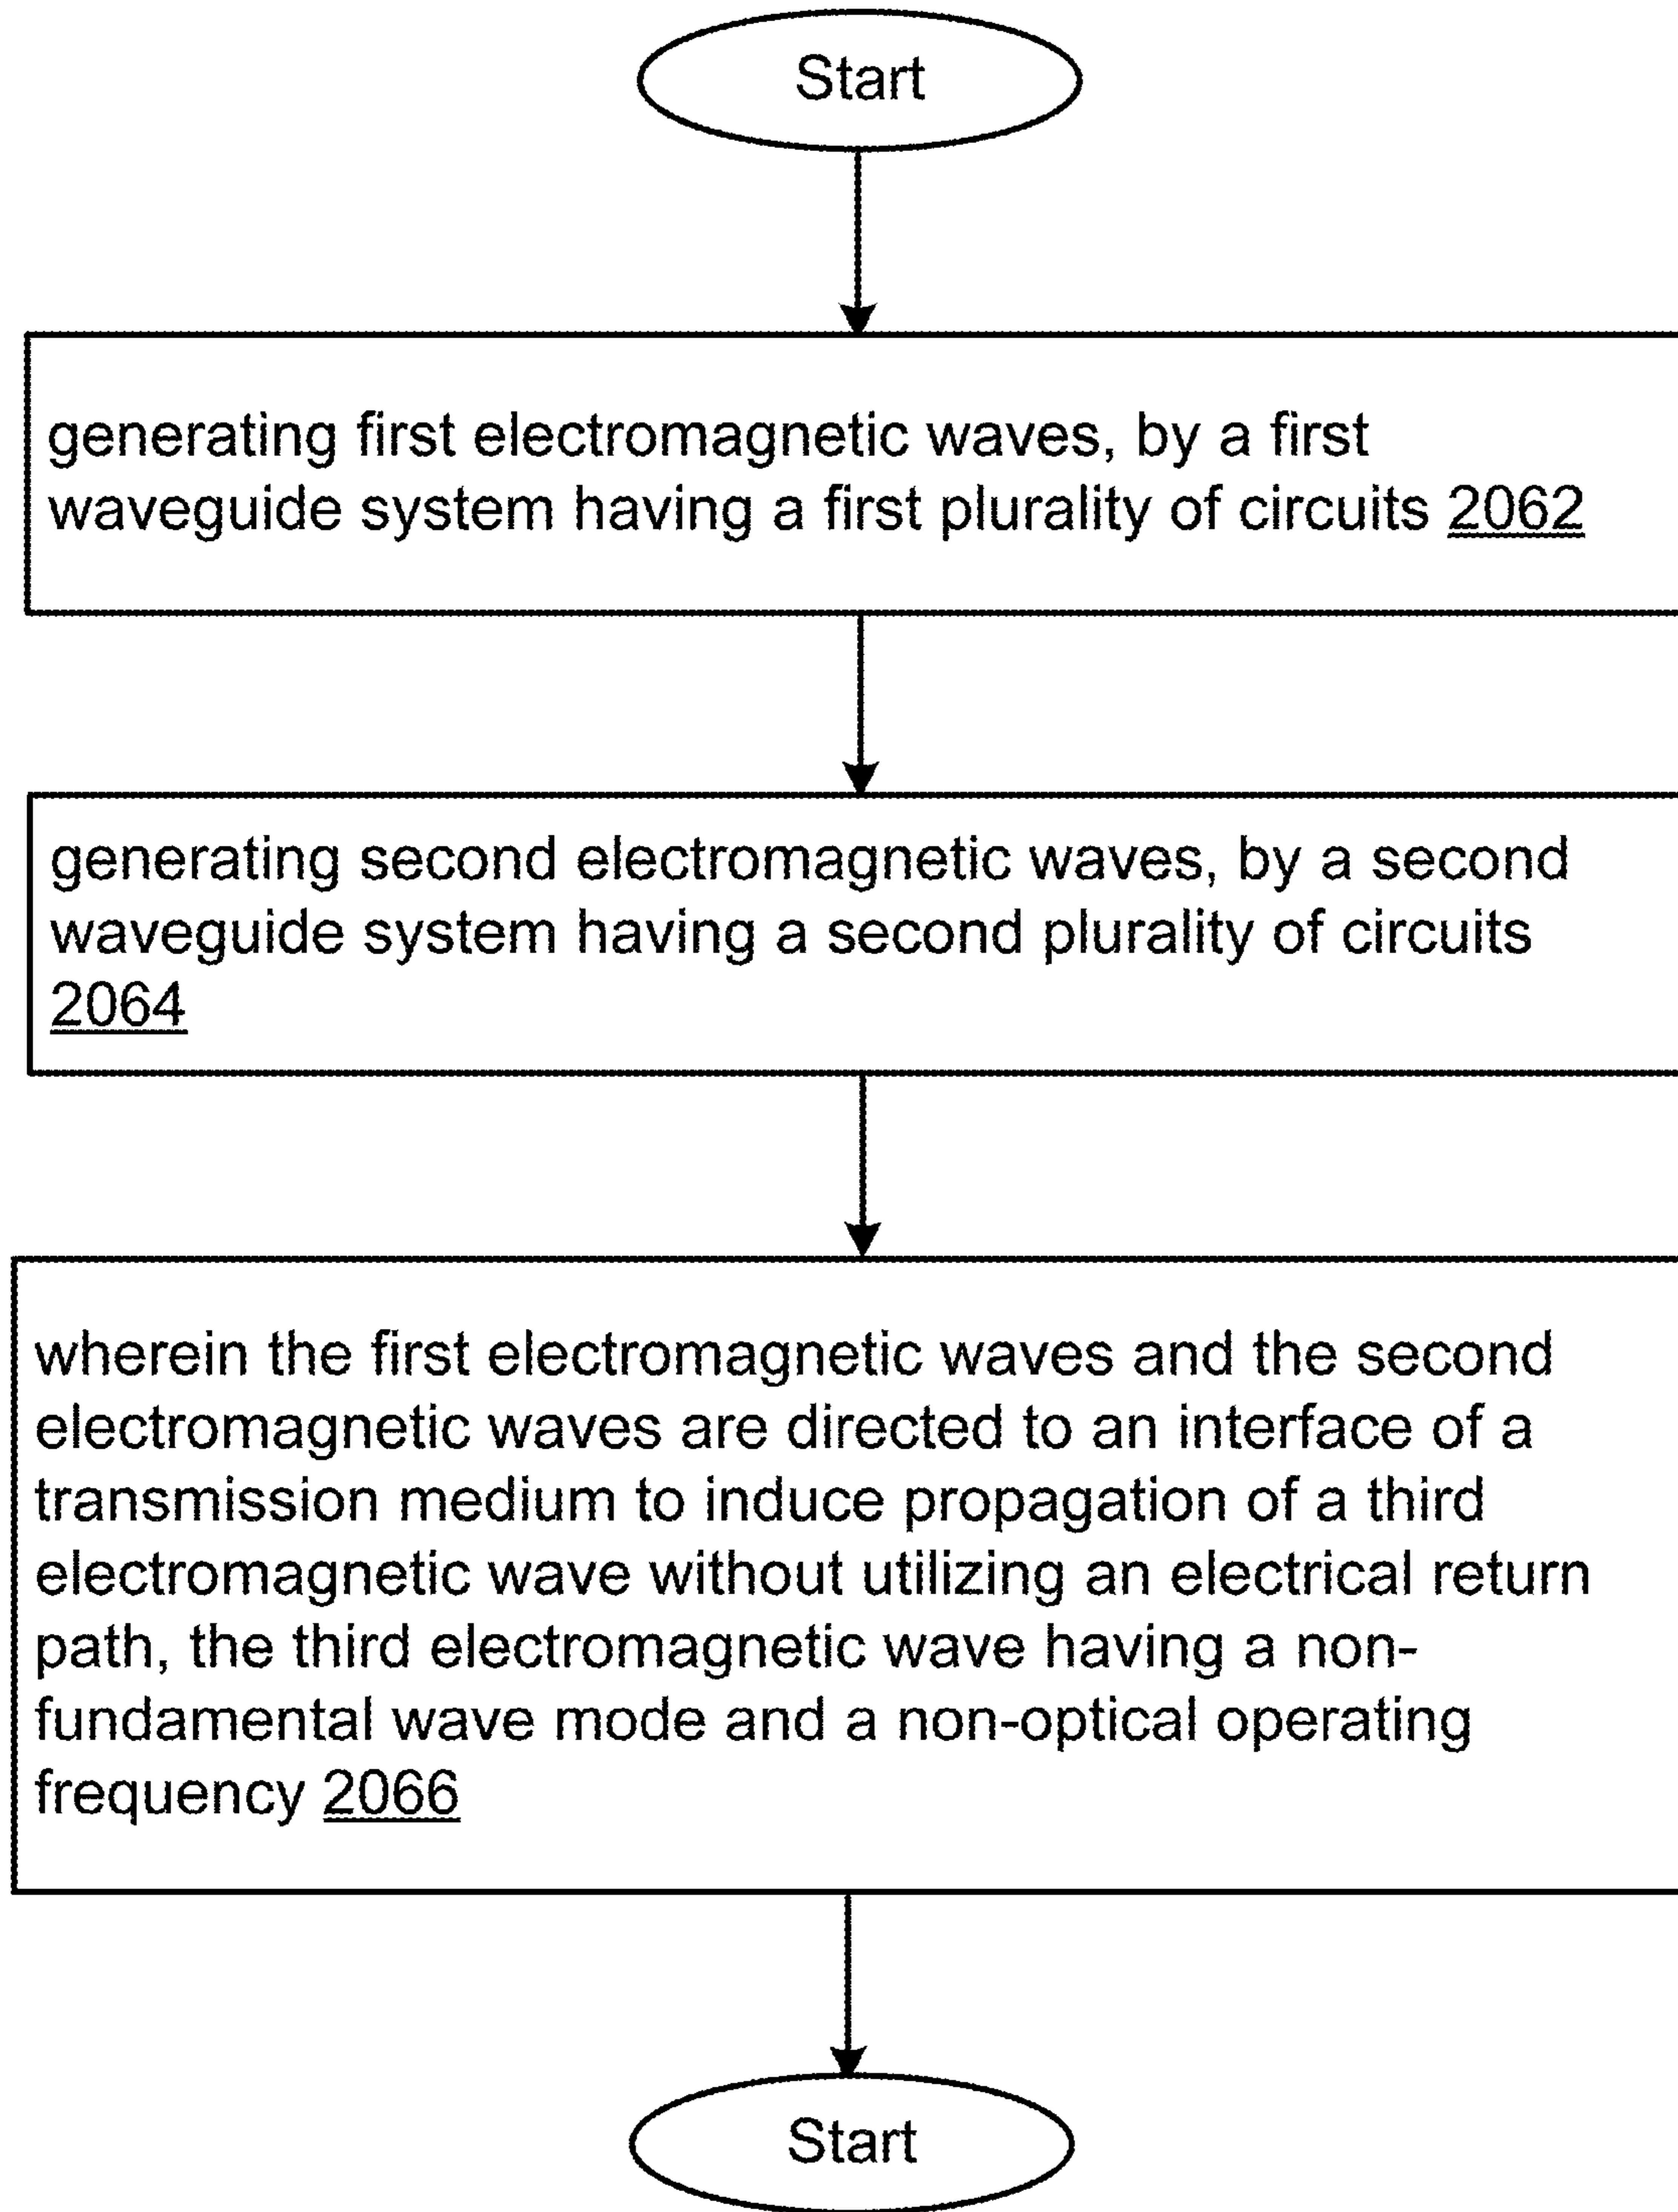 Start
generating first electromagnetic waves, by a first
waveguide system having a first plurality of circuits 2062
generating second electromagnetic waves, by a second
waveguide system having a second plurality of circuits
2064
wherein the first electromagnetic waves and the second
electromagnetic waves are directed to an interface of a
transmission medium to induce propagation of a third
electromagnetic wave without utilizing an electrical return
path, the third electromagnetic wave having a non-
fundamental wave mode and a non-optical operating
frequency 2066
Start